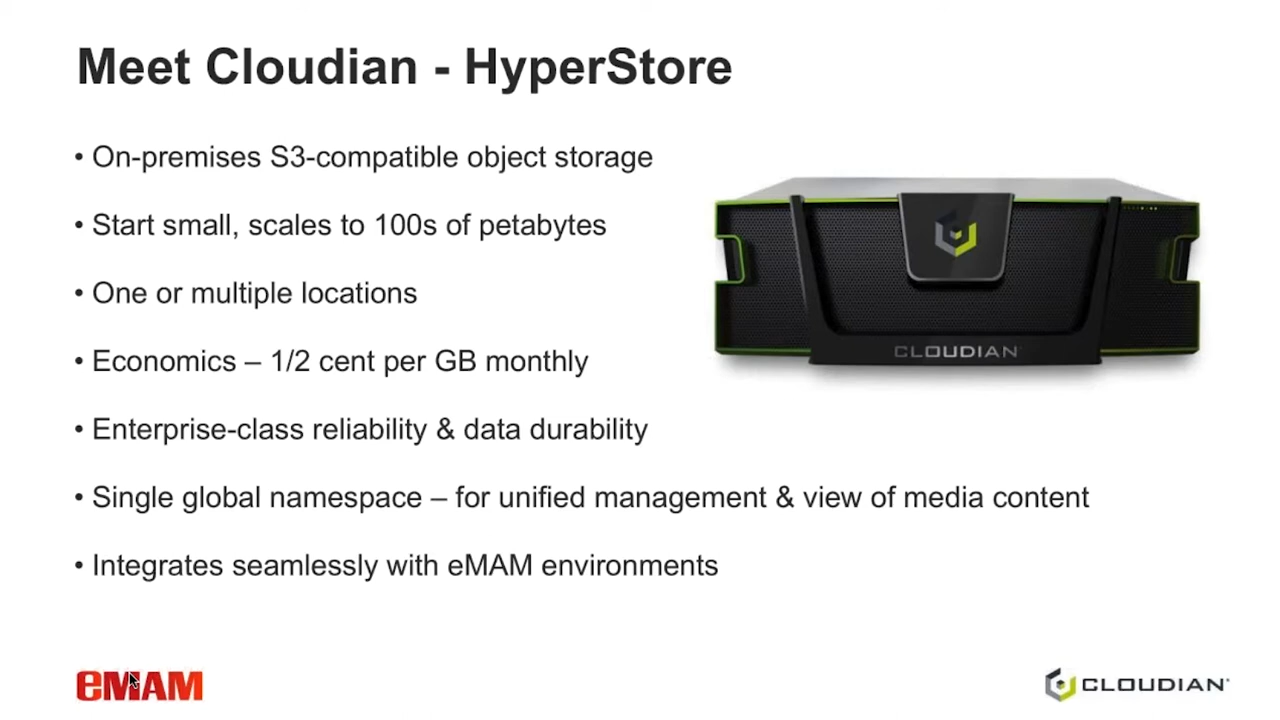 Meet Cloudian - HyperStore
• On-premises S3-compatible object storage
• Start small, scales to 100s of petabytes
• One or multiple locations
• Economics – 1/2 cent per GB monthly
• Enterprise-class reliability & data durability
• Single global namespace – for unified management & view of media content
• Integrates seamlessly with eMAM environments
CLOUDIAN
eMAM
CLOUDIAN